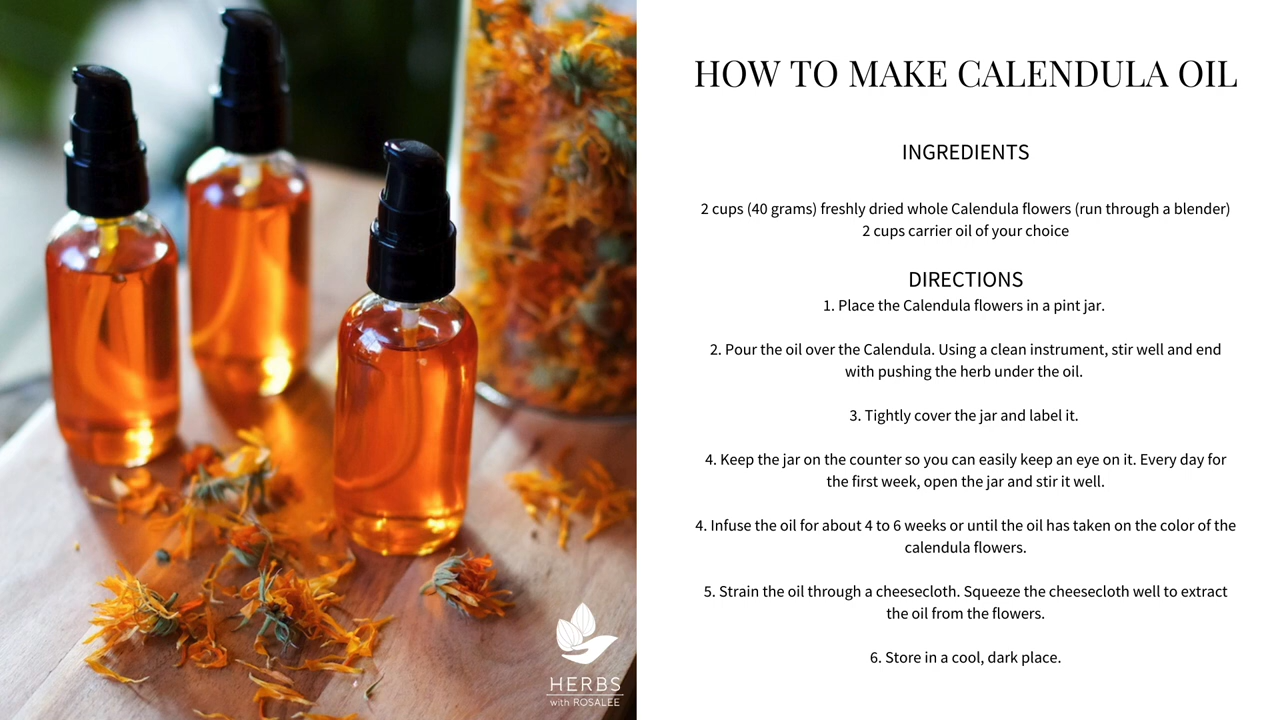 HOW TO MAKE CALENDULA OIL
INGREDIENTS
2 cups (40 grams) freshly dried whole Calendula flowers (run through a blender)
2 cups carrier oil of your choice
DIRECTIONS
1. Place the Calendula flowers in a pint jar.
2. Pour the oil over the Calendula. Using a clean instrument, stir well and end
with pushing the herb under the oil.
3. Tightly cover the jar and label it.
4. Keep the jar on the counter so you can easily keep an eye on it. Every day for
the first week, open the jar and stir it well.
4. Infuse the oil for about 4 to 6 weeks or until the oil has taken on the color of the
calendula flowers.
5. Strain the oil through a cheesecloth. Squeeze the cheesecloth well to extract
the oil from the flowers.
6. Store in a cool, dark place.
HERBS
with ROSALEE